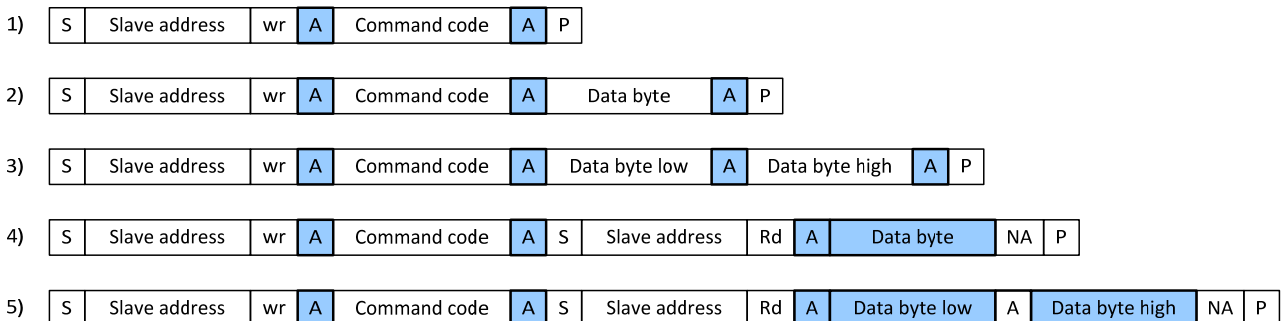 1) S Slave address wr A Command code A P
2) S Slave address wr A Command code A Data byte A P
3) S Slave address wr A Command code A Data byte low A Data byte high A P
4) S Slave address wr A Command code A S Slave address Rd A Data byte NA P
5) S Slave address wr A Command code A S Slave address Rd A Data byte low A Data byte high NA P